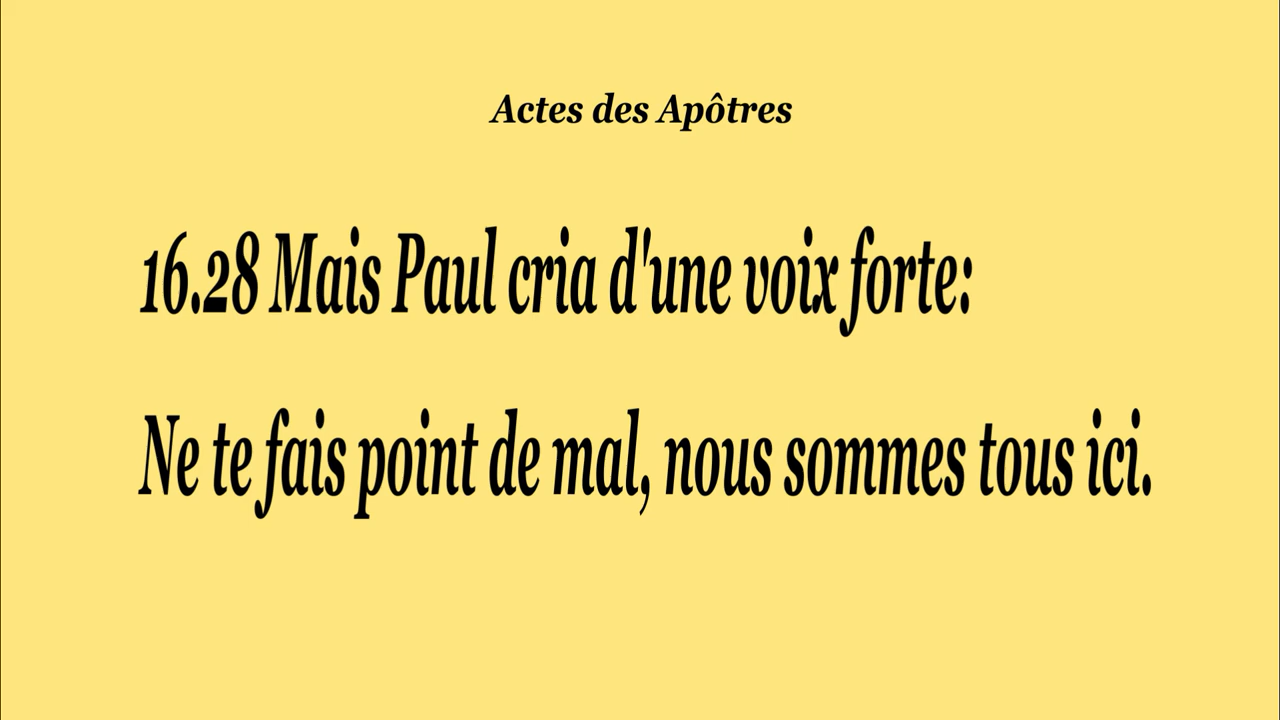 Actes des Apôtres
16.28 Mais Paul cria d'une voix forte:
Ne te fais point de mal, nous sommes tous ici.